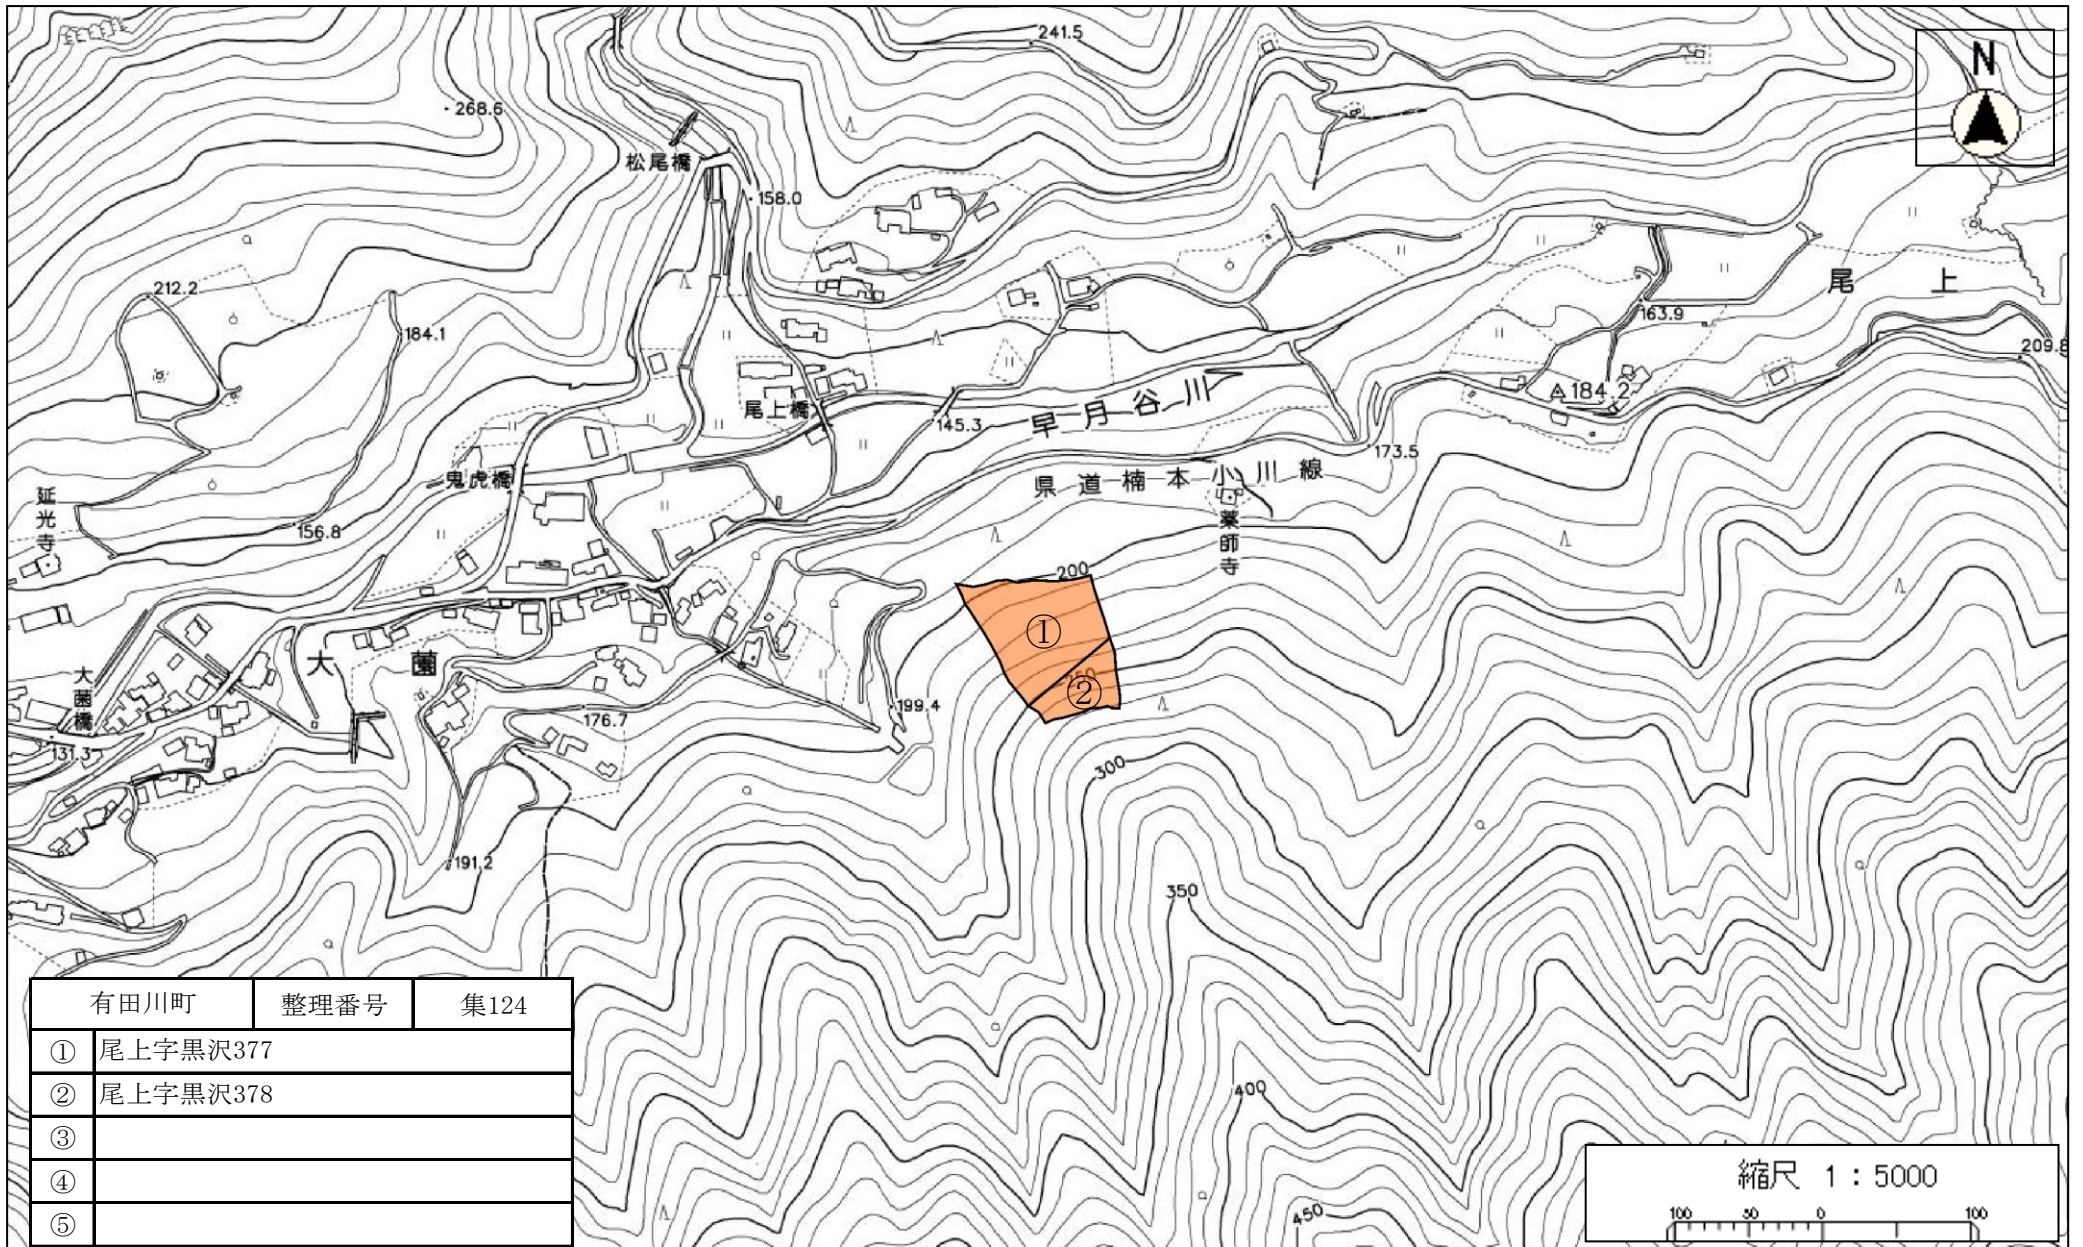 241.5
N
268.6
松尾橋
158.0
尾上
212.2
163.9
184.1
209.8
184.2
尾上橋
早月谷川
145.3
173.5
鬼虎橋
県道楠本小川線
延光寺
薬師寺
156.8
200
①
大薗
大薗橋
250
②
199.4
176.7
131.3
300
191.2
350
400
450
有田川町 整理番号 集124
① 尾上字黒沢377
② 尾上字黒沢378
③
④
⑤
縮尺 1:5000
100 50 0 100